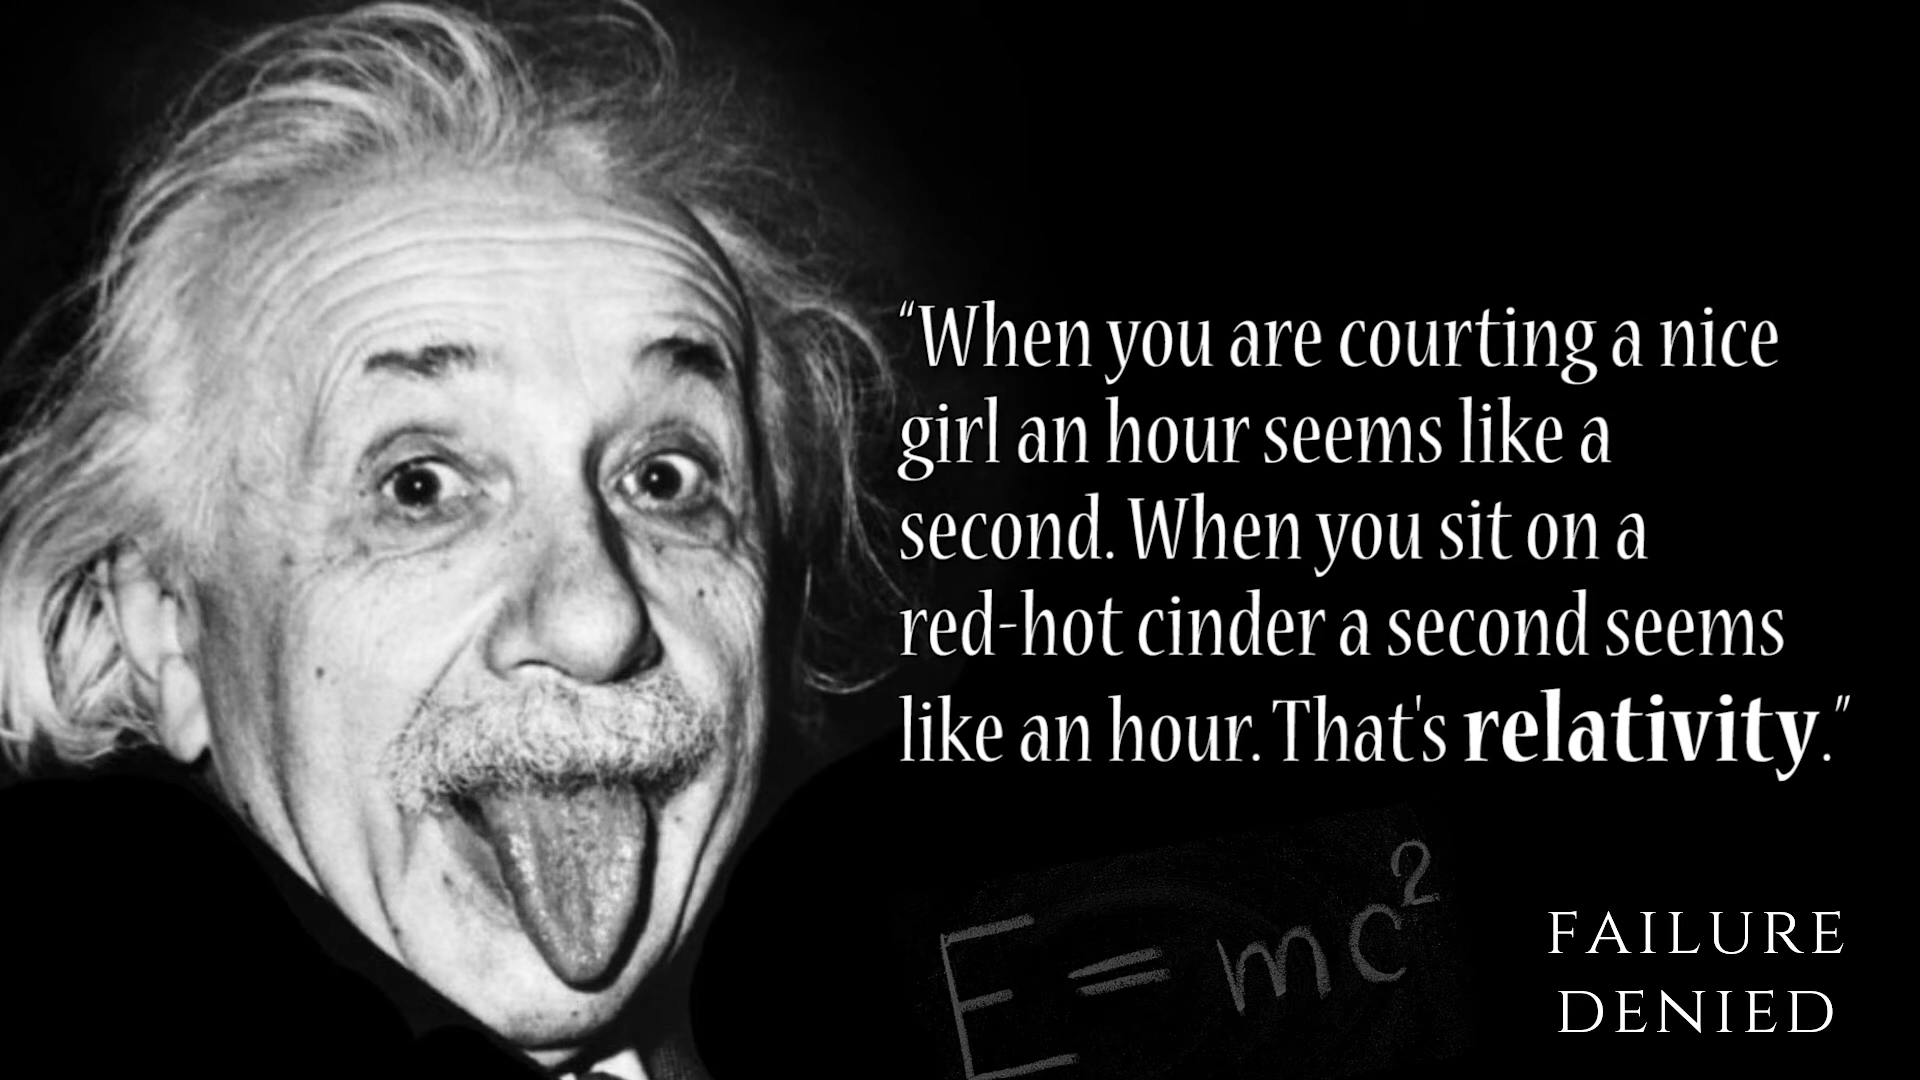 “When you are courting a nice
girl an hour seems like a
second. When you sit on a
red-hot cinder a second seems
like an hour. That's relativity.”
E = mc²
FAILURE
DENIED